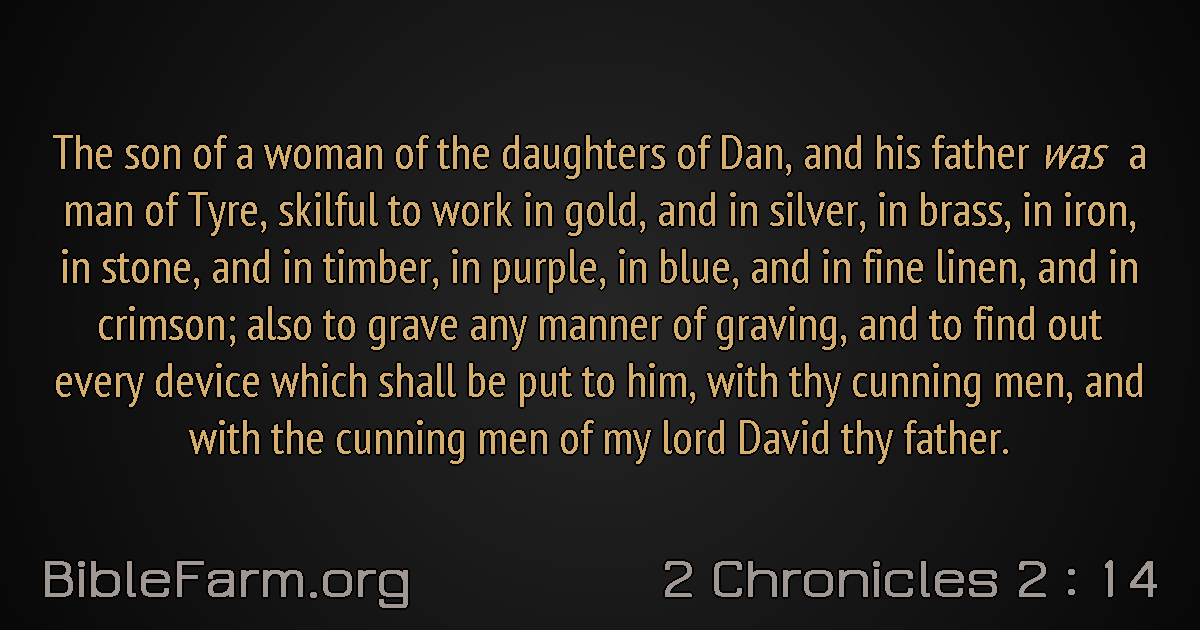 The son of a woman of the daughters of Dan, and his father was a
man of Tyre, skilful to work in gold, and in silver, in brass, in iron,
in stone, and in timber, in purple, in blue, and in fine linen, and in
crimson; also to grave any manner of graving, and to find out
every device which shall be put to him, with thy cunning men, and
with the cunning men of my lord David thy father.
BibleFarm.org
2 Chronicles 2 : 14